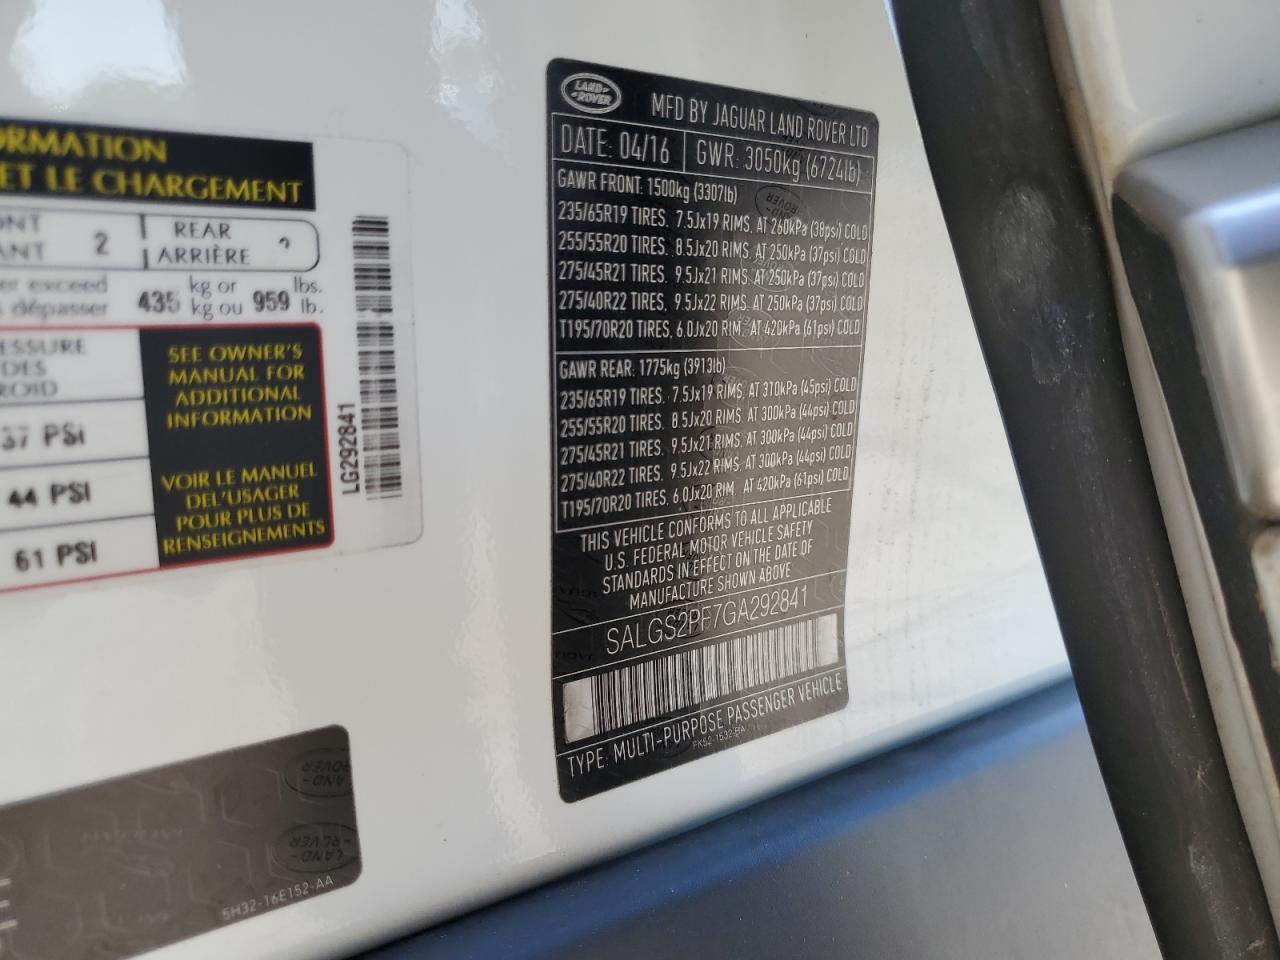 ORMATION
ET LE CHARGEMENT
2
REAR
ARRIÈRE
exceed
dépasser
435 kg or 959 lbs.
kg ou lb.
ESSURE
DES
ROID
37 PSI
44 PSI
61 PSI
SEE OWNER'S
MANUAL FOR
ADDITIONAL
INFORMATION
VOIR LE MANUEL
DEL'USAGER
POUR PLUS DE
RENSEIGNEMENTS
LG292841
LAND-
-ROVER
MFD BY JAGUAR LAND ROVER LTD
DATE: 04/16 GWR: 3050kg (6724lb)
GAWR FRONT: 1500kg (3307lb)
235/65R19 TIRES, 7.5Jx19 RIMS, AT 260kPa (38psi) COLD
255/55R20 TIRES, 8.5Jx20 RIMS, AT 250kPa (37psi) COLD
275/45R21 TIRES, 9.5Jx21 RIMS, AT 250kPa (37psi) COLD
275/40R22 TIRES, 9.5Jx22 RIMS, AT 250kPa (37psi) COLD
T195/70R20 TIRES, 6.0Jx20 RIM, AT 420kPa (61psi) COLD
GAWR REAR: 1775kg (3913lb)
235/65R19 TIRES, 7.5Jx19 RIMS, AT 310kPa (45psi) COLD
255/55R20 TIRES, 8.5Jx20 RIMS, AT 300kPa (44psi) COLD
275/45R21 TIRES, 9.5Jx21 RIMS, AT 300kPa (44psi) COLD
275/40R22 TIRES, 9.5Jx22 RIMS, AT 300kPa (44psi) COLD
T195/70R20 TIRES, 6.0Jx20 RIM, AT 420kPa (61psi) COLD
THIS VEHICLE CONFORMS TO ALL APPLICABLE
U.S. FEDERAL MOTOR VEHICLE SAFETY
STANDARDS IN EFFECT ON THE DATE OF
MANUFACTURE SHOWN ABOVE
SALGS2PF7GA292841
TYPE: MULTI-PURPOSE PASSENGER VEHICLE
FK52-1532-BA
LAND-
-ROVER
LAND-
-ROVER
5H32-16E152-AA